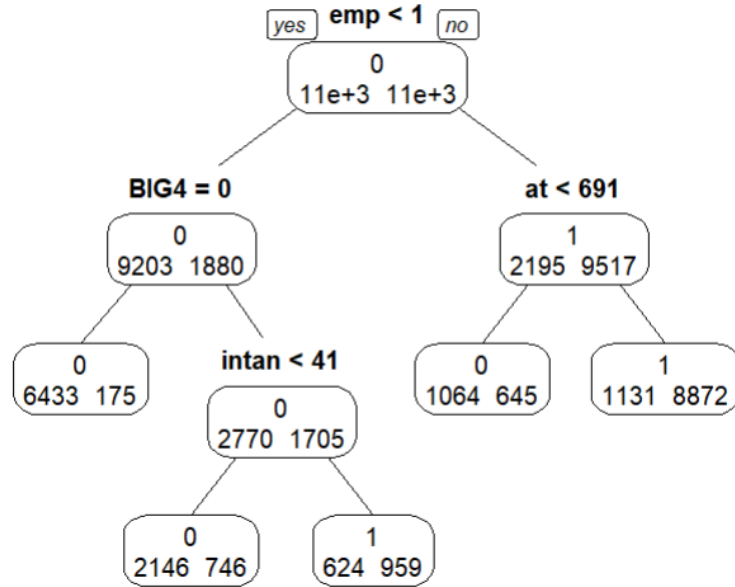 emp < 1
yes no
0
11e+3 11e+3
BIG4 = 0
at < 691
0
9203 1880
1
2195 9517
0
6433 175
intan < 41
0
1064 645
1
1131 8872
0
2770 1705
0
2146 746
1
624 959